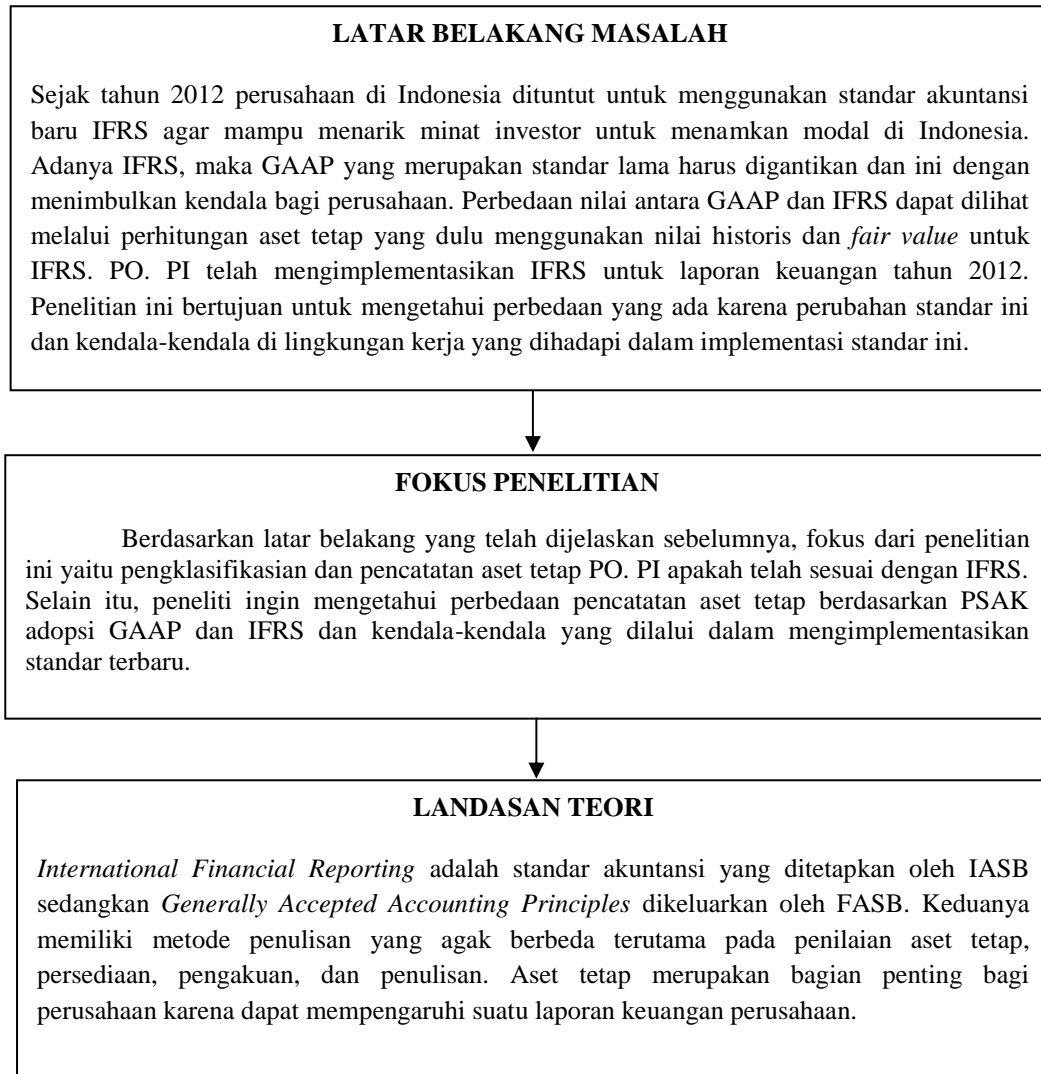 LATAR BELAKANG MASALAH
Sejak tahun 2012 perusahaan di Indonesia dituntut untuk menggunakan standar akuntansi
baru IFRS agar mampu menarik minat investor untuk menamkan modal di Indonesia.
Adanya IFRS, maka GAAP yang merupakan standar lama harus digantikan dan ini dengan
menimbulkan kendala bagi perusahaan. Perbedaan nilai antara GAAP dan IFRS dapat dilihat
melalui perhitungan aset tetap yang dulu menggunakan nilai historis dan fair value untuk
IFRS. PO. PI telah mengimplementasikan IFRS untuk laporan keuangan tahun 2012.
Penelitian ini bertujuan untuk mengetahui perbedaan yang ada karena perubahan standar ini
dan kendala-kendala di lingkungan kerja yang dihadapi dalam implementasi standar ini.
FOKUS PENELITIAN
Berdasarkan latar belakang yang telah dijelaskan sebelumnya, fokus dari penelitian
ini yaitu pengklasifikasian dan pencatatan aset tetap PO. PI apakah telah sesuai dengan IFRS.
Selain itu, peneliti ingin mengetahui perbedaan pencatatan aset tetap berdasarkan PSAK
adopsi GAAP dan IFRS dan kendala-kendala yang dilalui dalam mengimplementasikan
standar terbaru.
LANDASAN TEORI
International Financial Reporting adalah standar akuntansi yang ditetapkan oleh IASB
sedangkan Generally Accepted Accounting Principles dikeluarkan oleh FASB. Keduanya
memiliki metode penulisan yang agak berbeda terutama pada penilaian aset tetap,
persediaan, pengakuan, dan penulisan. Aset tetap merupakan bagian penting bagi
perusahaan karena dapat mempengaruhi suatu laporan keuangan perusahaan.